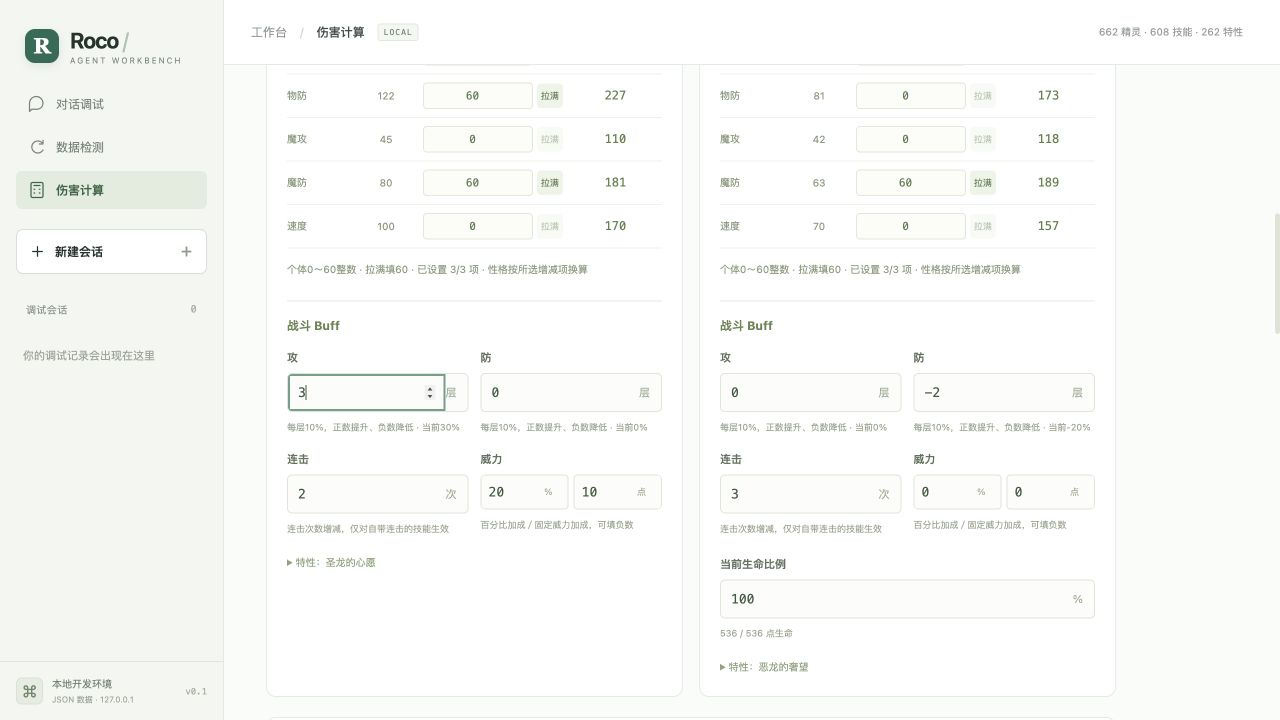 R Roco /
AGENT WORKBENCH
对话调试
数据检测
伤害计算
新建会话 +
调试会话 0
你的调试记录会出现在这里
本地开发环境
JSON 数据 · 127.0.0.1
v0.1
工作台 / 伤害计算 LOCAL
662 精灵 · 608 技能 · 262 特性
物防 122 60 拉满 227
魔攻 45 0 拉满 110
魔防 80 60 拉满 181
速度 100 0 拉满 170
个体0～60整数 · 拉满填60 · 已设置 3/3 项 · 性格按所选增减项换算
战斗 Buff
攻 防
3 层 0 层
每层10%，正数提升、负数降低 · 当前30% 每层10%，正数提升、负数降低 · 当前0%
连击 威力
2 次 20 % 10 点
连击次数增减，仅对自带连击的技能生效 百分比加成 / 固定威力加成，可填负数
特性：圣龙的心愿
物防 81 0 拉满 173
魔攻 42 0 拉满 118
魔防 63 60 拉满 189
速度 70 0 拉满 157
个体0～60整数 · 拉满填60 · 已设置 3/3 项 · 性格按所选增减项换算
战斗 Buff
攻 防
0 层 −2 层
每层10%，正数提升、负数降低 · 当前0% 每层10%，正数提升、负数降低 · 当前-20%
连击 威力
3 次 0 % 0 点
连击次数增减，仅对自带连击的技能生效 百分比加成 / 固定威力加成，可填负数
当前生命比例
100 %
536 / 536 点生命
特性：恶龙的奢望